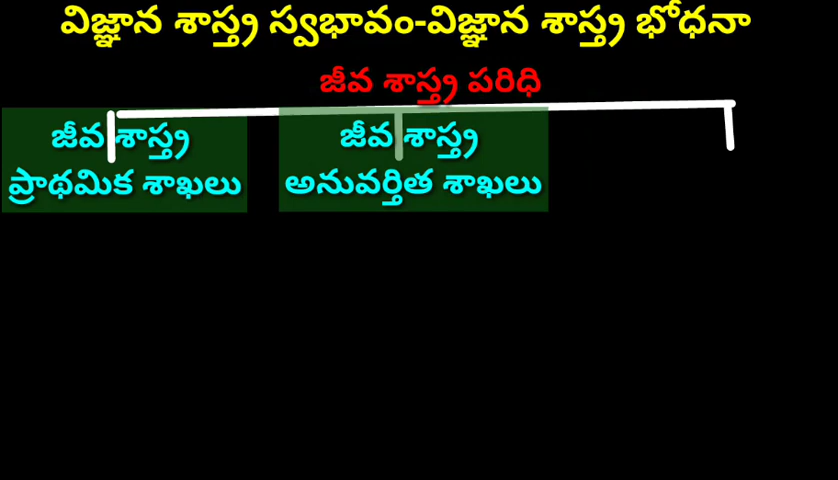 విజ్ఞాన శాస్త్ర స్వభావం-విజ్ఞాన శాస్త్ర భోధనా
జీవ శాస్త్ర పరిధి
జీవ శాస్త్ర
ప్రాథమిక శాఖలు
జీవ శాస్త్ర
అనువర్తిత శాఖలు